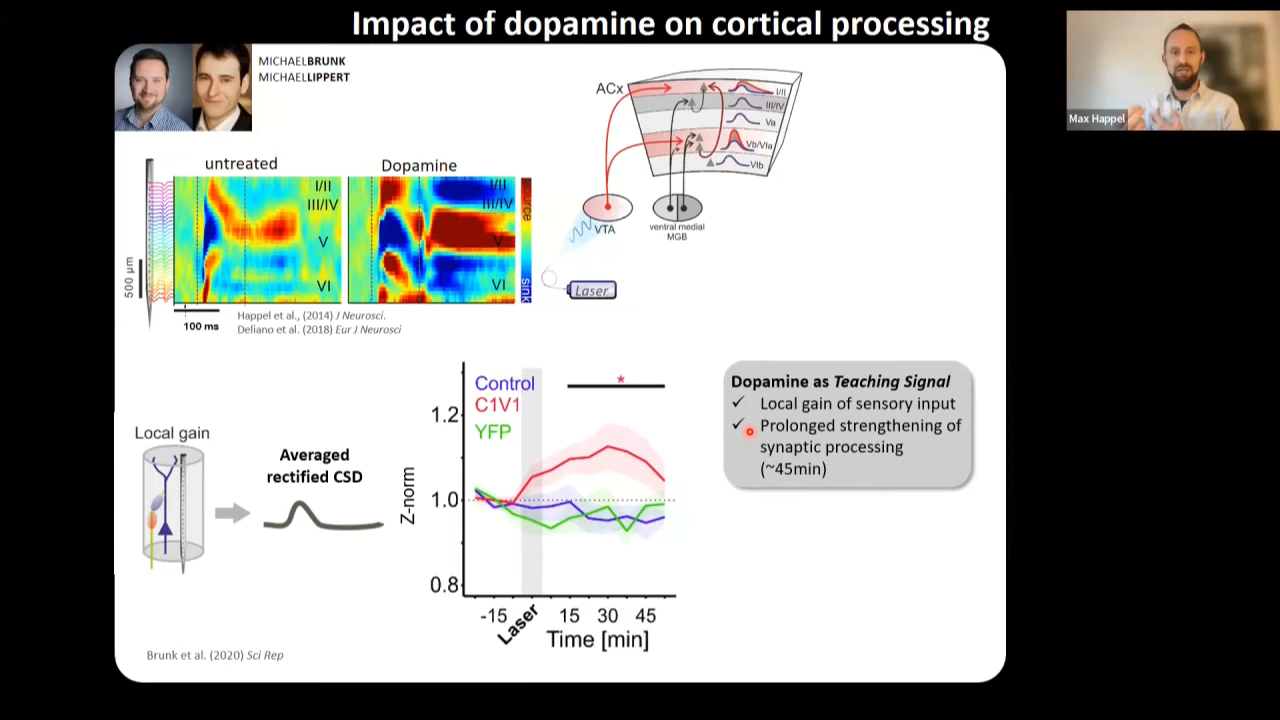 Impact of dopamine on cortical processing
MICHAELBRUNK
MICHAELLIPPERT
Max Happel
ACx
I/II
III/IV
Va
Vb/VIa
VIb
VTA
ventral medial
MGB
Laser
untreated
Dopamine
I/II
III/IV
V
VI
I/II
III/IV
V
VI
source
sink
500 µm
100 ms
Happel et al., (2014) J Neurosci.
Deliano et al. (2018) Eur J Neurosci
Local gain
Averaged
rectified CSD
Control
C1V1
YFP
*
1.2
1.0
0.8
Z-norm
-15
Laser
15
30
45
Time [min]
Dopamine as Teaching Signal
✓ Local gain of sensory input
✓ Prolonged strengthening of
synaptic processing
(~45min)
Brunk et al. (2020) Sci Rep